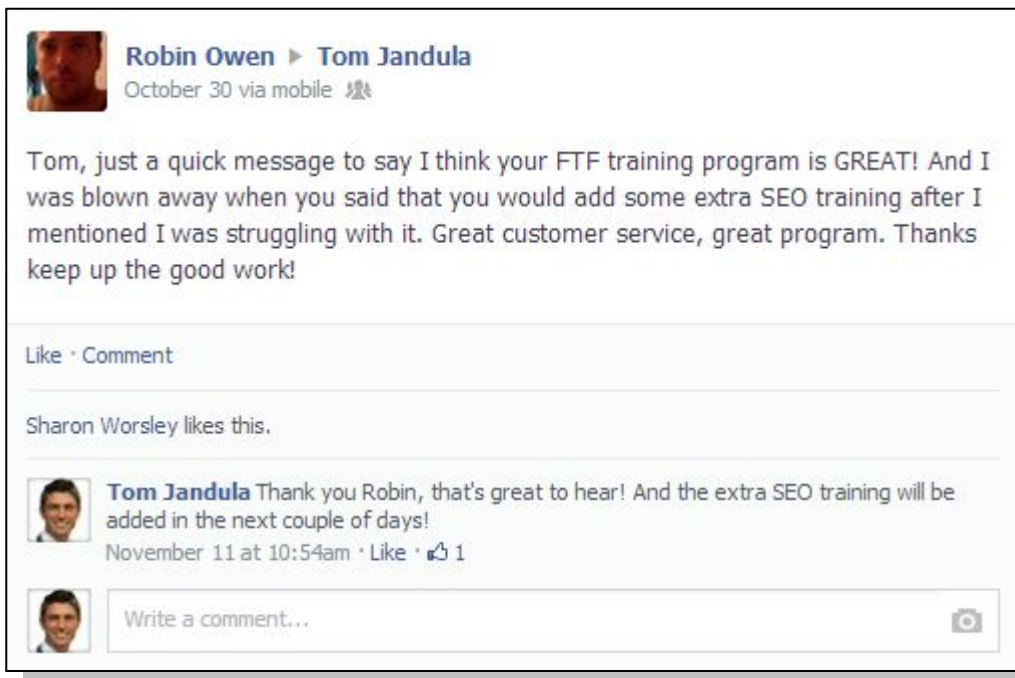 Robin Owen ▶ Tom Jandula
October 30 via mobile
Tom, just a quick message to say I think your FTF training program is GREAT! And I
was blown away when you said that you would add some extra SEO training after I
mentioned I was struggling with it. Great customer service, great program. Thanks
keep up the good work!
Like · Comment
Sharon Worsley likes this.
Tom Jandula Thank you Robin, that's great to hear! And the extra SEO training will be
added in the next couple of days!
November 11 at 10:54am · Like · 1
Write a comment...